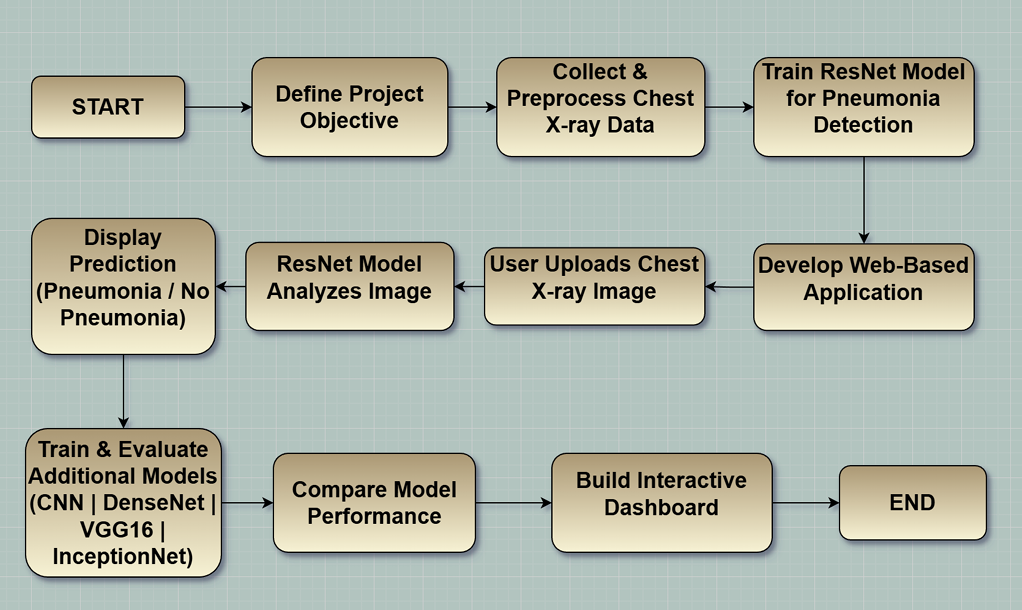 START
Define Project
Objective
Collect &
Preprocess Chest
X-ray Data
Train ResNet Model
for Pneumonia
Detection
Develop Web-Based
Application
User Uploads Chest
X-ray Image
ResNet Model
Analyzes Image
Display
Prediction
(Pneumonia / No
Pneumonia)
Train & Evaluate
Additional Models
(CNN | DenseNet |
VGG16 |
InceptionNet)
Compare Model
Performance
Build Interactive
Dashboard
END